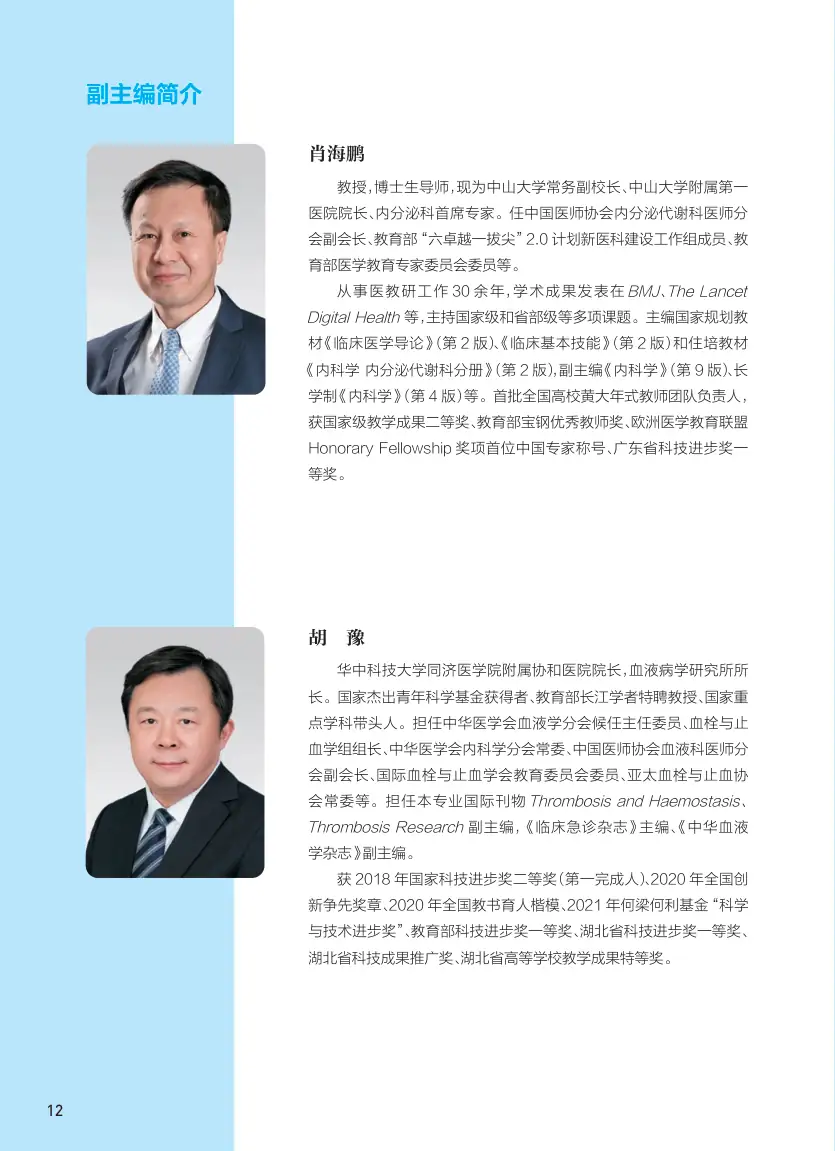 副主编简介
肖海鹏
教授，博士生导师，现为中山大学常务副校长、中山大学附属第一
医院院长、内分泌科首席专家。任中国医师协会内分泌代谢科医师分
会副会长、教育部“六卓越一拔尖”2.0 计划新医科建设工作组成员、教
育部医学教育专家委员会委员等。
从事医教研工作 30 余年，学术成果发表在 BMJ、The Lancet
Digital Health 等，主持国家级和省部级等多项课题。主编国家规划教
材《临床医学导论》（第 2 版）、《临床基本技能》（第 2 版）和住培教材
《内科学 内分泌代谢科分册》（第 2 版），副主编《内科学》（第 9 版）、长
学制《内科学》（第 4 版）等。首批全国高校黄大年式教师团队负责人，
获国家级教学成果二等奖、教育部宝钢优秀教师奖、欧洲医学教育联盟
Honorary Fellowship 奖项首位中国专家称号、广东省科技进步奖一
等奖。
胡　豫
华中科技大学同济医学院附属协和医院院长，血液病学研究所所
长。国家杰出青年科学基金获得者、教育部长江学者特聘教授、国家重
点学科带头人。担任中华医学会血液学分会候任主任委员、血栓与止
血学组组长、中华医学会内科学分会常委、中国医师协会血液科医师分
会副会长、国际血栓与止血学会教育委员会委员、亚太血栓与止血协
会常委等。担任本专业国际刊物 Thrombosis and Haemostasis、
Thrombosis Research 副主编，《临床急诊杂志》主编、《中华血液
学杂志》副主编。
获 2018 年国家科技进步奖二等奖（第一完成人）、2020 年全国创
新争先奖章、2020 年全国教书育人楷模、2021 年何梁何利基金“科学
与技术进步奖”、教育部科技进步奖一等奖、湖北省科技进步奖一等奖、
湖北省科技成果推广奖、湖北省高等学校教学成果特等奖。
12